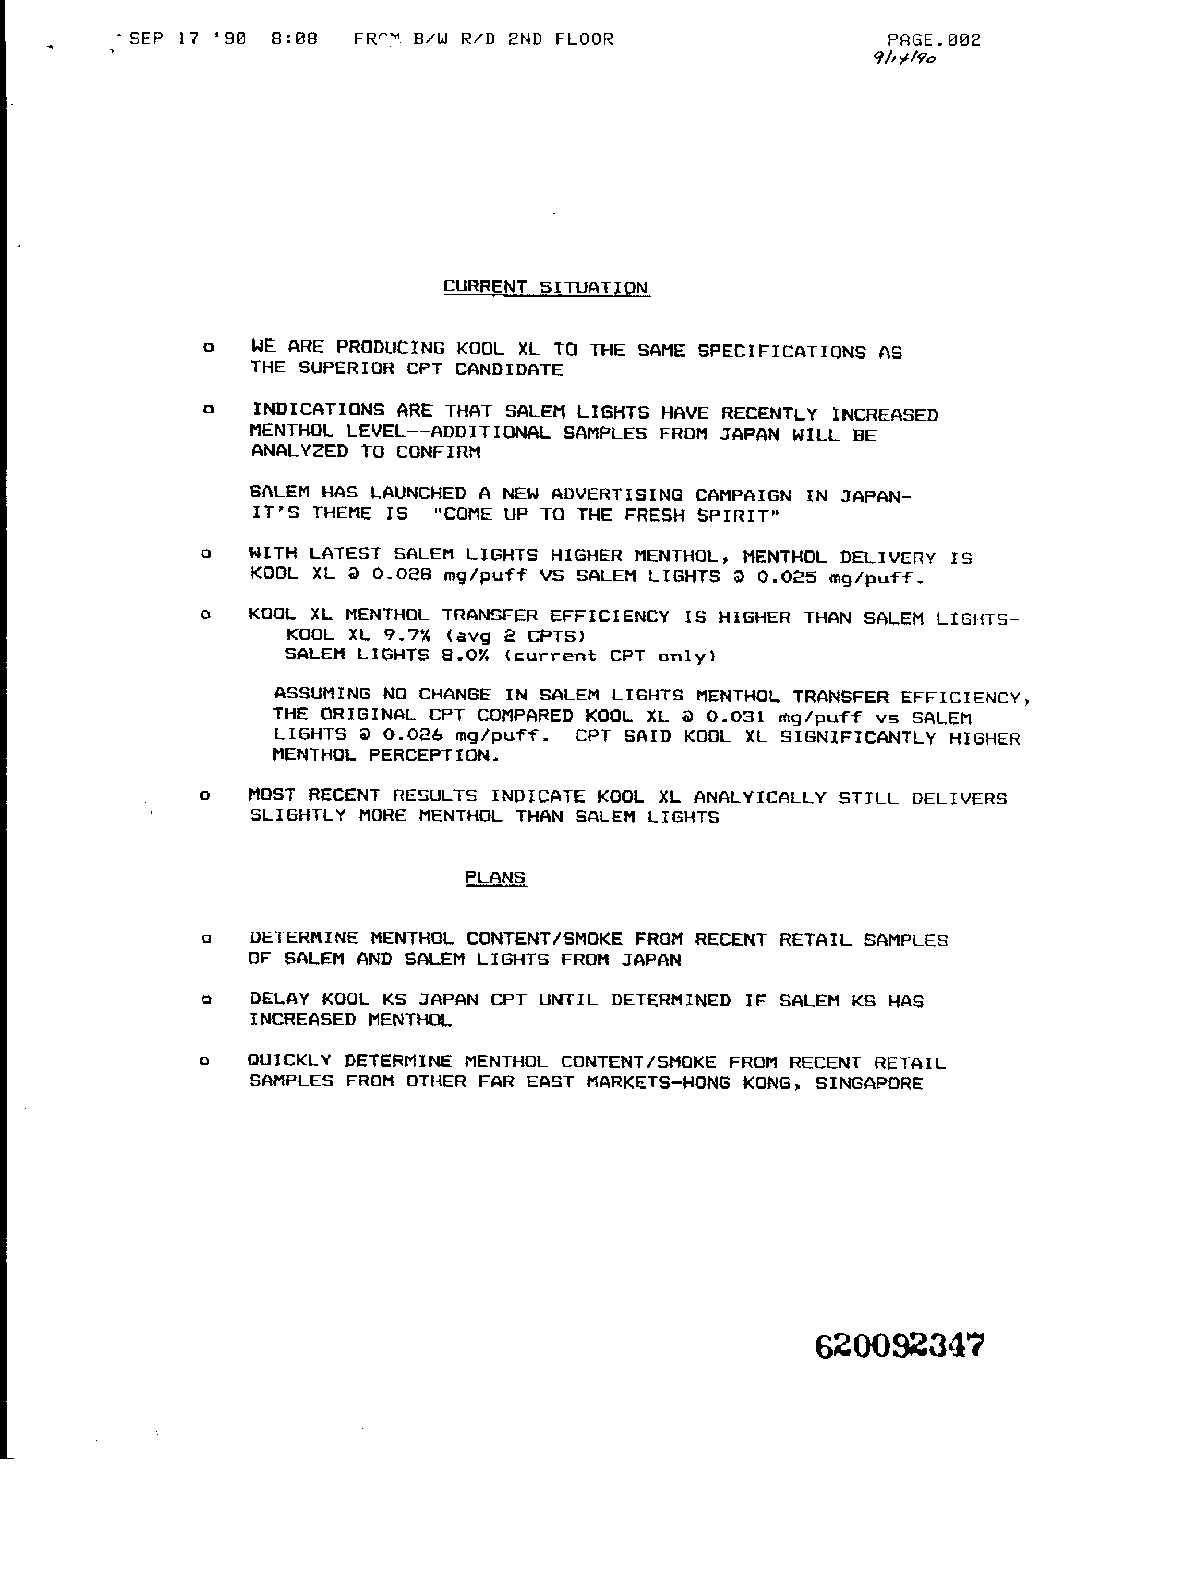 SEP 17 '90 8:08 FROM B/W R/D 2ND FLOOR PAGE.002
9/14/90
CURRENT SITUATION
o WE ARE PRODUCING KOOL XL TO THE SAME SPECIFICATIONS AS
THE SUPERIOR CPT CANDIDATE
o INDICATIONS ARE THAT SALEM LIGHTS HAVE RECENTLY INCREASED
MENTHOL LEVEL--ADDITIONAL SAMPLES FROM JAPAN WILL BE
ANALYZED TO CONFIRM
SALEM HAS LAUNCHED A NEW ADVERTISING CAMPAIGN IN JAPAN-
IT'S THEME IS "COME UP TO THE FRESH SPIRIT"
o WITH LATEST SALEM LIGHTS HIGHER MENTHOL, MENTHOL DELIVERY IS
KOOL XL @ 0.028 mg/puff VS SALEM LIGHTS @ 0.025 mg/puff.
o KOOL XL MENTHOL TRANSFER EFFICIENCY IS HIGHER THAN SALEM LIGHTS-
KOOL XL 9.7% (avg 2 CPTS)
SALEM LIGHTS 8.0% (current CPT only)
ASSUMING NO CHANGE IN SALEM LIGHTS MENTHOL TRANSFER EFFICIENCY,
THE ORIGINAL CPT COMPARED KOOL XL @ 0.031 mg/puff vs SALEM
LIGHTS @ 0.026 mg/puff. CPT SAID KOOL XL SIGNIFICANTLY HIGHER
MENTHOL PERCEPTION.
o MOST RECENT RESULTS INDICATE KOOL XL ANALYICALLY STILL DELIVERS
SLIGHTLY MORE MENTHOL THAN SALEM LIGHTS
PLANS
o DETERMINE MENTHOL CONTENT/SMOKE FROM RECENT RETAIL SAMPLES
OF SALEM AND SALEM LIGHTS FROM JAPAN
o DELAY KOOL KS JAPAN CPT UNTIL DETERMINED IF SALEM KS HAS
INCREASED MENTHOL
o QUICKLY DETERMINE MENTHOL CONTENT/SMOKE FROM RECENT RETAIL
SAMPLES FROM OTHER FAR EAST MARKETS-HONG KONG, SINGAPORE
620092347